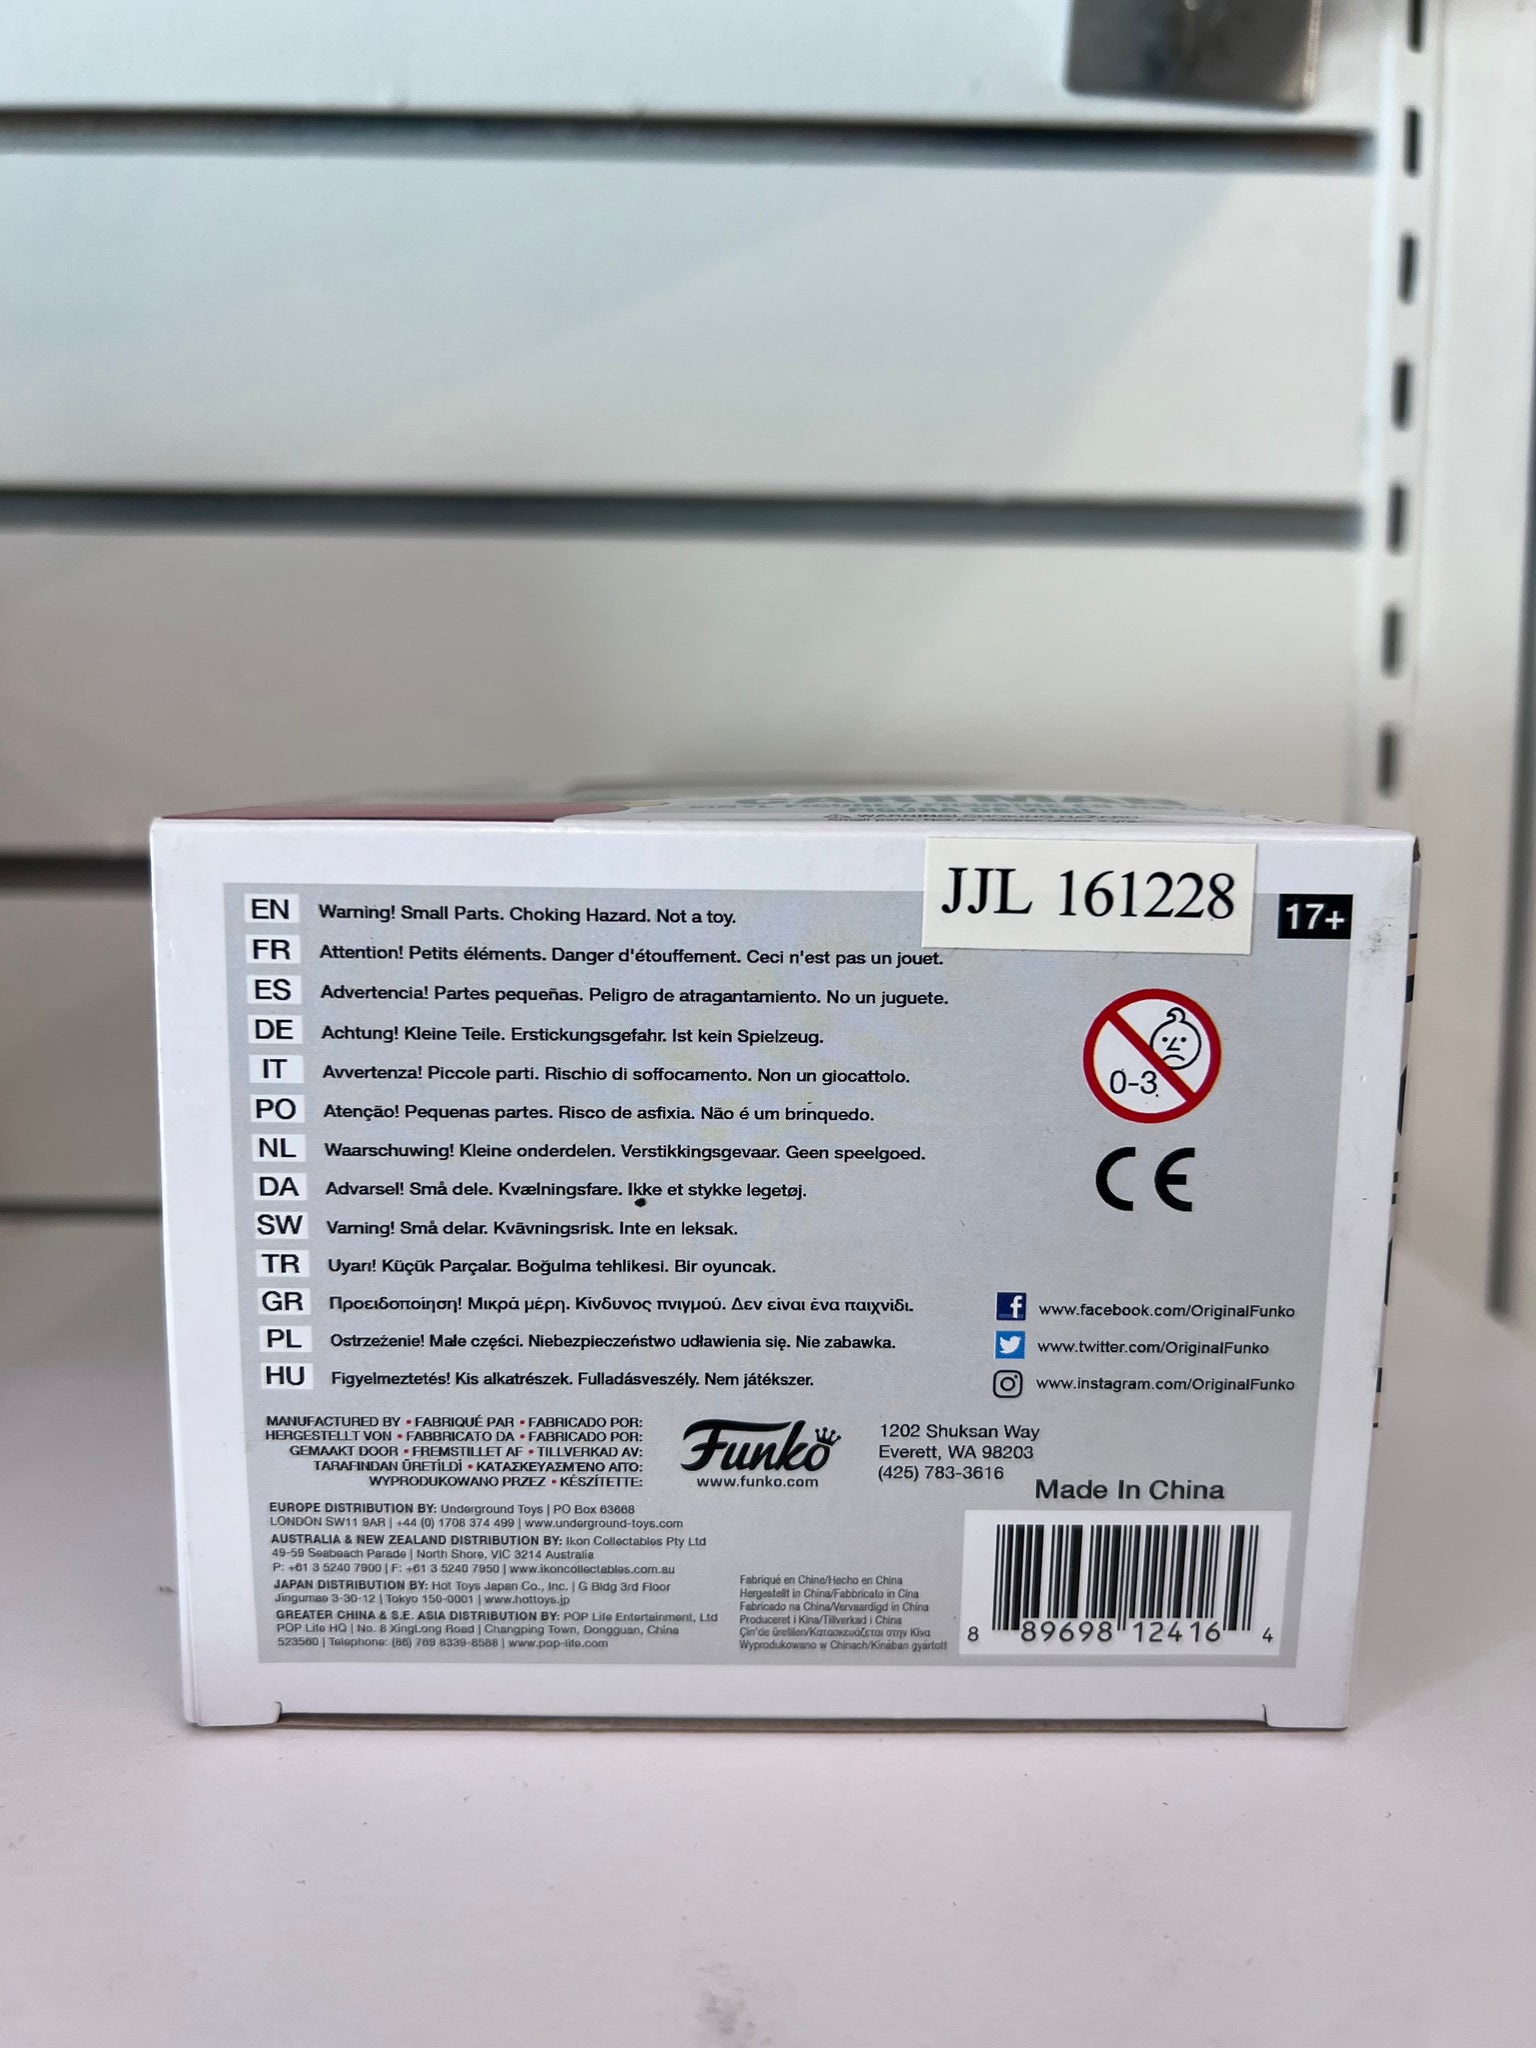 CARTMAN
JJL 161228
17+
EN Warning! Small Parts. Choking Hazard. Not a toy.
FR Attention! Petits éléments. Danger d'étouffement. Ceci n'est pas un jouet.
ES Advertencia! Partes pequeñas. Peligro de atragantamiento. No un juguete.
DE Achtung! Kleine Teile. Erstickungsgefahr. Ist kein Spielzeug.
IT Avvertenza! Piccole parti. Rischio di soffocamento. Non un giocattolo.
PO Atenção! Pequenas partes. Risco de asfixia. Não é um brinquedo.
NL Waarschuwing! Kleine onderdelen. Verstikkingsgevaar. Geen speelgoed.
DA Advarsel! Små dele. Kvælningsfare. Ikke et stykke legetøj.
SW Varning! Små delar. Kvävningsrisk. Inte en leksak.
TR Uyarı! Küçük Parçalar. Boğulma tehlikesi. Bir oyuncak.
GR Προειδοποίηση! Μικρά μέρη. Κίνδυνος πνιγμού. Δεν είναι ένα παιχνίδι.
PL Ostrzeżenie! Małe części. Niebezpieczeństwo udławienia się. Nie zabawka.
HU Figyelmeztetés! Kis alkatrészek. Fulladásveszély. Nem játékszer.
0-3
CE
www.facebook.com/OriginalFunko
www.twitter.com/OriginalFunko
www.instagram.com/OriginalFunko
MANUFACTURED BY • FABRIQUÉ PAR • FABRICADO POR:
HERGESTELLT VON • FABBRICATO DA • FABRICADO POR:
GEMAAKT DOOR • FREMSTILLET AF • TILLVERKAD AV:
TARAFINDAN ÜRETİLDİ • ΚΑΤΑΣΚΕΥΑΣΜΈΝΟ ΑΠΌ:
WYPRODUKOWANO PRZEZ • KÉSZÍTETTE:
Funko
www.funko.com
1202 Shuksan Way
Everett, WA 98203
(425) 783-3616
Made In China
EUROPE DISTRIBUTION BY: Underground Toys | PO Box 63668
LONDON SW11 9AR | +44 (0) 1708 374 499 | www.underground-toys.com
AUSTRALIA & NEW ZEALAND DISTRIBUTION BY: Ikon Collectables Pty Ltd
49-59 Seabeach Parade | North Shore, VIC 3214 Australia
P: +61 3 5240 7900 | F: +61 3 5240 7950 | www.ikoncollectables.com.au
JAPAN DISTRIBUTION BY: Hot Toys Japan Co., Inc. | G Bldg 3rd Floor
Jingumae 3-30-12 | Tokyo 150-0001 | www.hottoys.jp
GREATER CHINA & S.E. ASIA DISTRIBUTION BY: POP Life Entertainment, Ltd
POP Life HQ | No. 8 XingLong Road | Changping Town, Dongguan, China
523560 | Telephone: (86) 769 8339-8588 | www.pop-life.com
Fabriqué en Chine/Hecho en China
Hergestellt in China/Fabbricato in Cina
Fabricado na China/Vervaardigd in China
Produceret i Kina/Tillverkad i China
Çin'de üretilen/Κατασκευάζεται στην Κίνα
Wyprodukowano w Chinach/Kínában gyártott
8 89698 12416 4